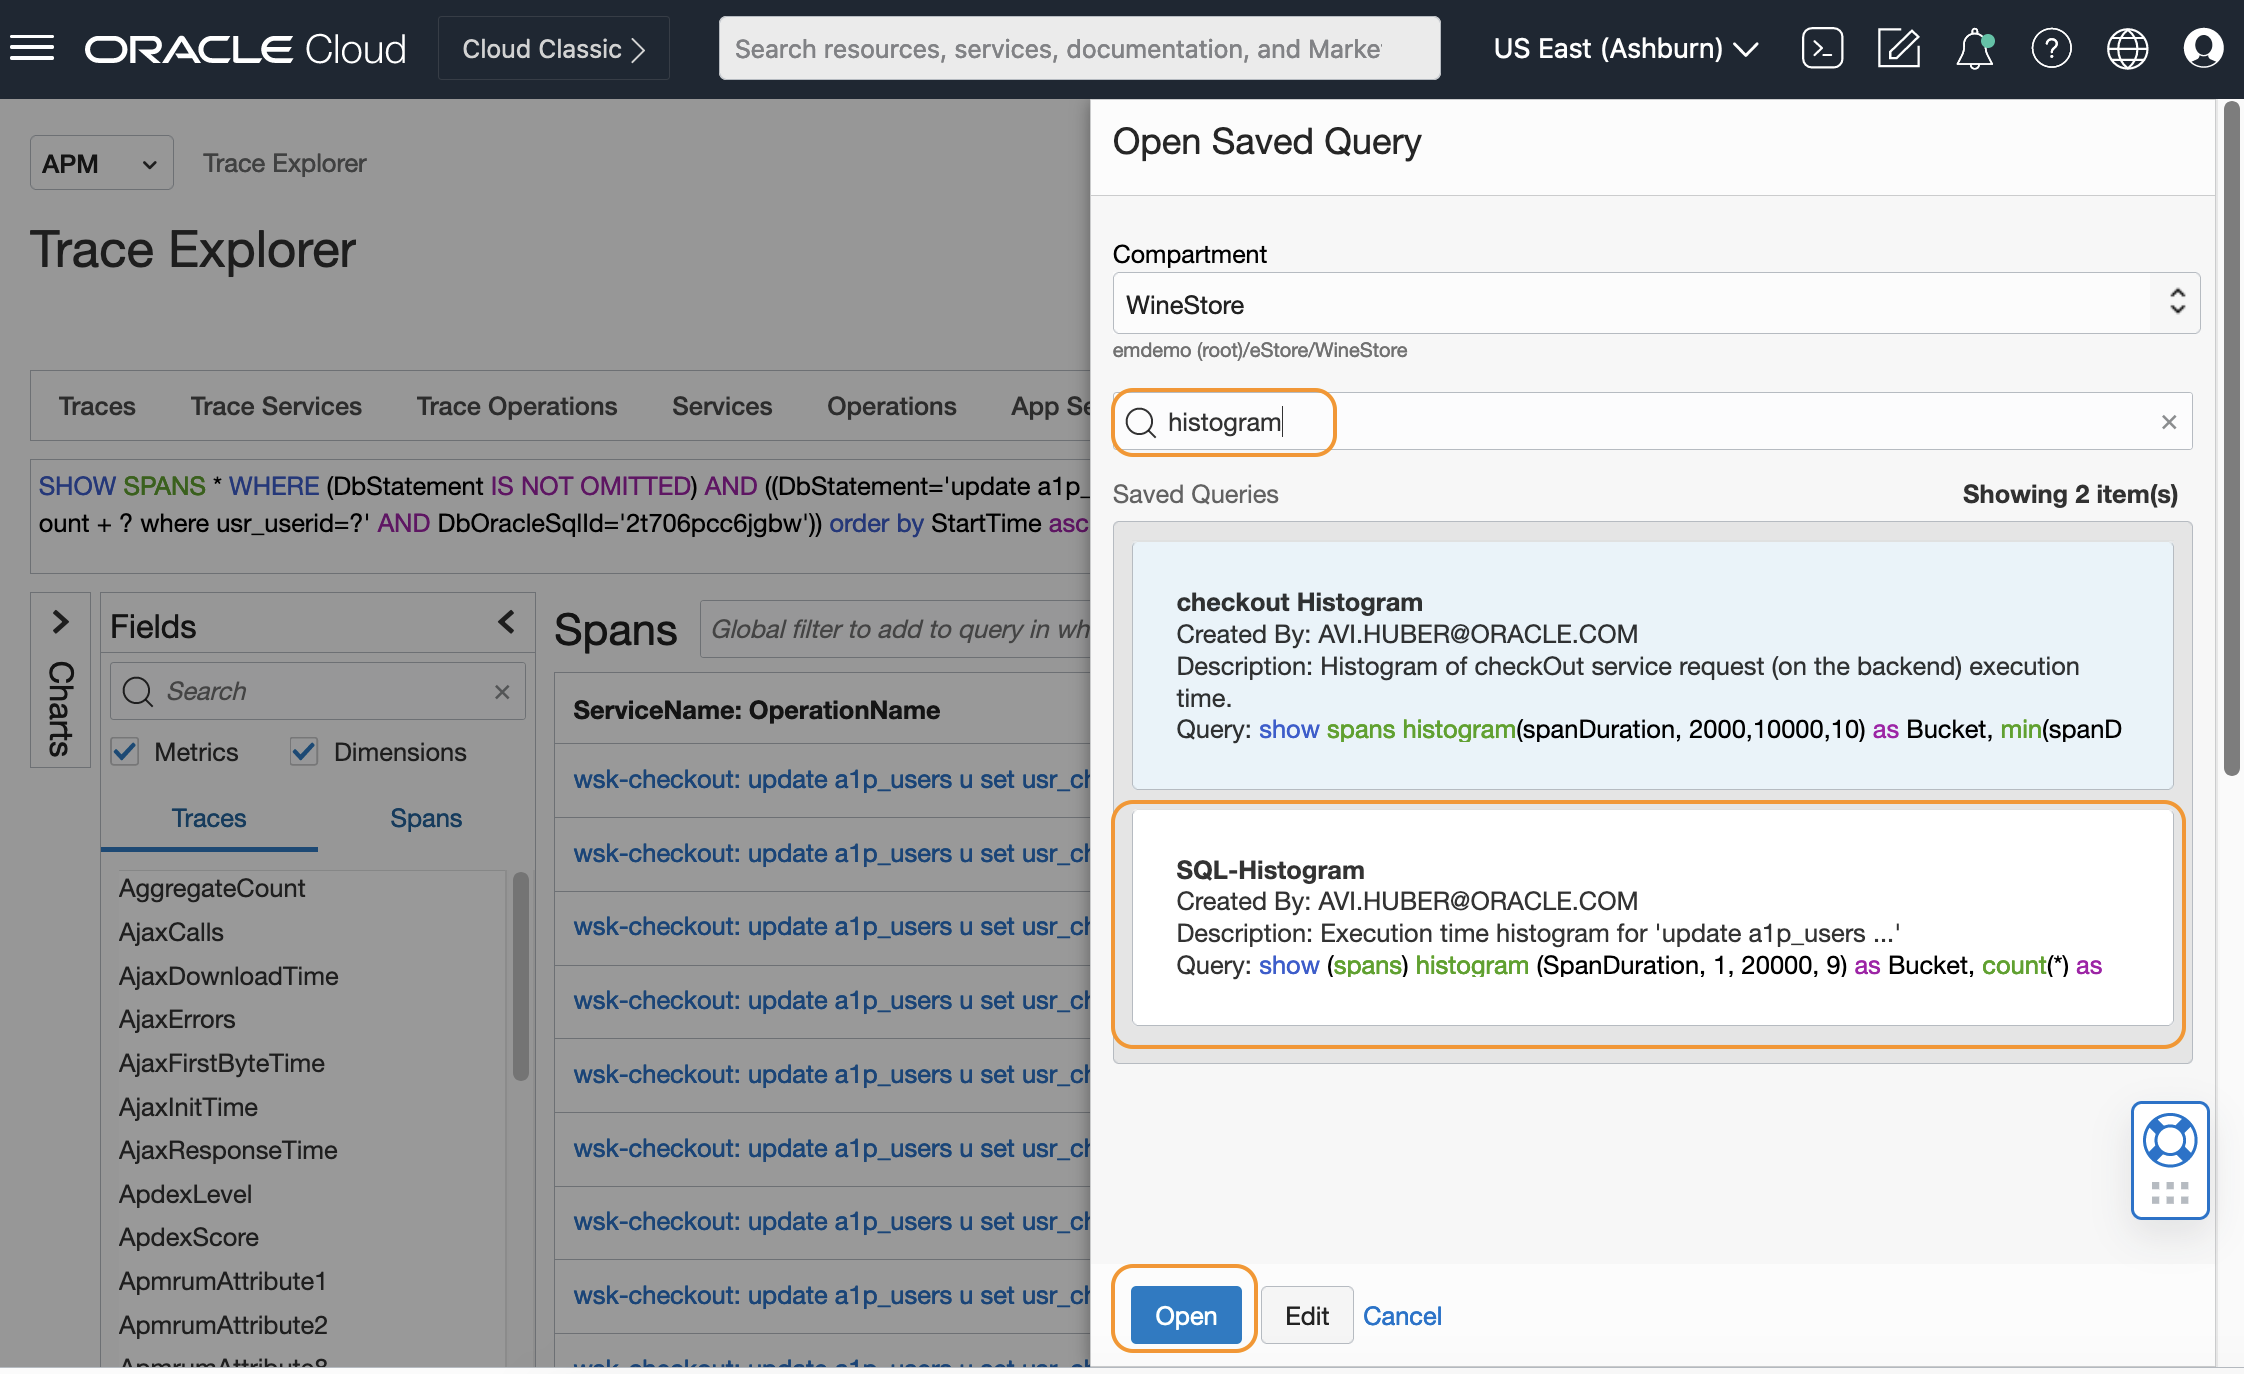 ORACLE Cloud
Cloud Classic
Search resources, services, documentation, and Marke
US East (Ashburn)
APM
Trace Explorer
Trace Explorer
Traces
Trace Services
Trace Operations
Services
Operations
App Se
SHOW SPANS * WHERE (DbStatement IS NOT OMITTED) AND ((DbStatement='update a1p_
ount + ? where usr_userid=?' AND DbOracleSqlId='2t706pcc6jgbw')) order by StartTime asc
Charts
Fields
Search
Metrics
Dimensions
Traces
Spans
AggregateCount
AjaxCalls
AjaxDownloadTime
AjaxErrors
AjaxFirstByteTime
AjaxInitTime
AjaxResponseTime
ApdexLevel
ApdexScore
ApmrumAttribute1
ApmrumAttribute2
Spans
Global filter to add to query in wh
ServiceName: OperationName
wsk-checkout: update a1p_users u set usr_ch
wsk-checkout: update a1p_users u set usr_ch
wsk-checkout: update a1p_users u set usr_ch
wsk-checkout: update a1p_users u set usr_ch
wsk-checkout: update a1p_users u set usr_ch
wsk-checkout: update a1p_users u set usr_ch
wsk-checkout: update a1p_users u set usr_ch
wsk-checkout: update a1p_users u set usr_ch
Open Saved Query
Compartment
WineStore
emdemo (root)/eStore/WineStore
histogram
Saved Queries
Showing 2 item(s)
checkout Histogram
Created By: AVI.HUBER@ORACLE.COM
Description: Histogram of checkOut service request (on the backend) execution
time.
Query: show spans histogram(spanDuration, 2000,10000,10) as Bucket, min(spanD
SQL-Histogram
Created By: AVI.HUBER@ORACLE.COM
Description: Execution time histogram for 'update a1p_users ...'
Query: show (spans) histogram (SpanDuration, 1, 20000, 9) as Bucket, count(*) as
Open
Edit
Cancel